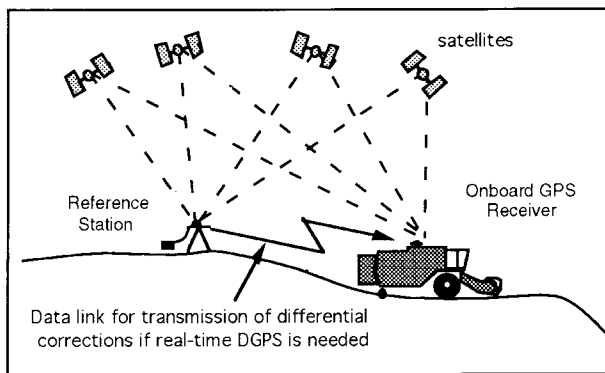 satellites
Reference
Station
Onboard GPS
Receiver
Data link for transmission of differential
corrections if real-time DGPS is needed